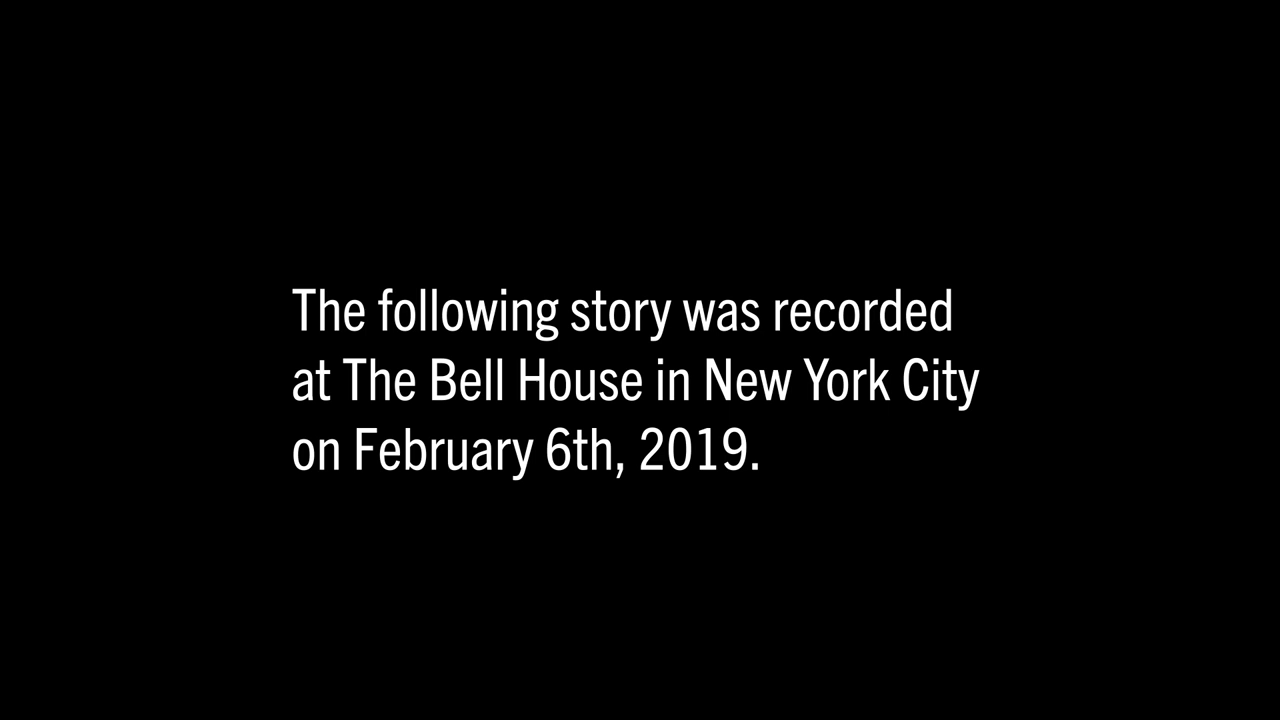 The following story was recorded
at The Bell House in New York City
on February 6th, 2019.